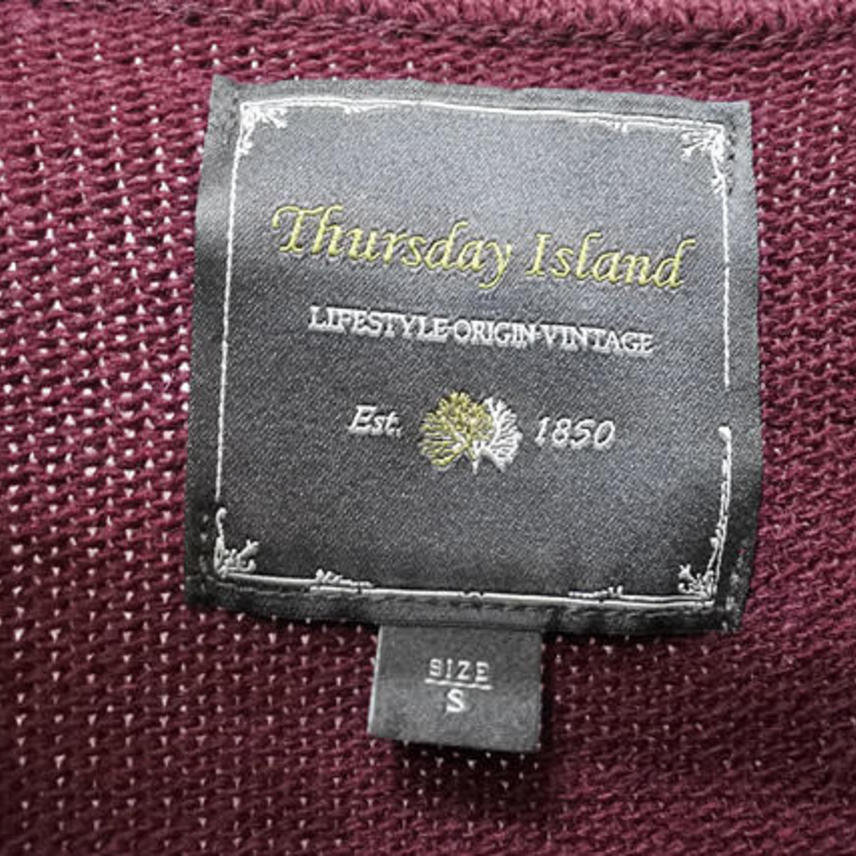 Thursday Island
LIFESTYLE·ORIGIN·VINTAGE
Est. 1850
SIZE
S